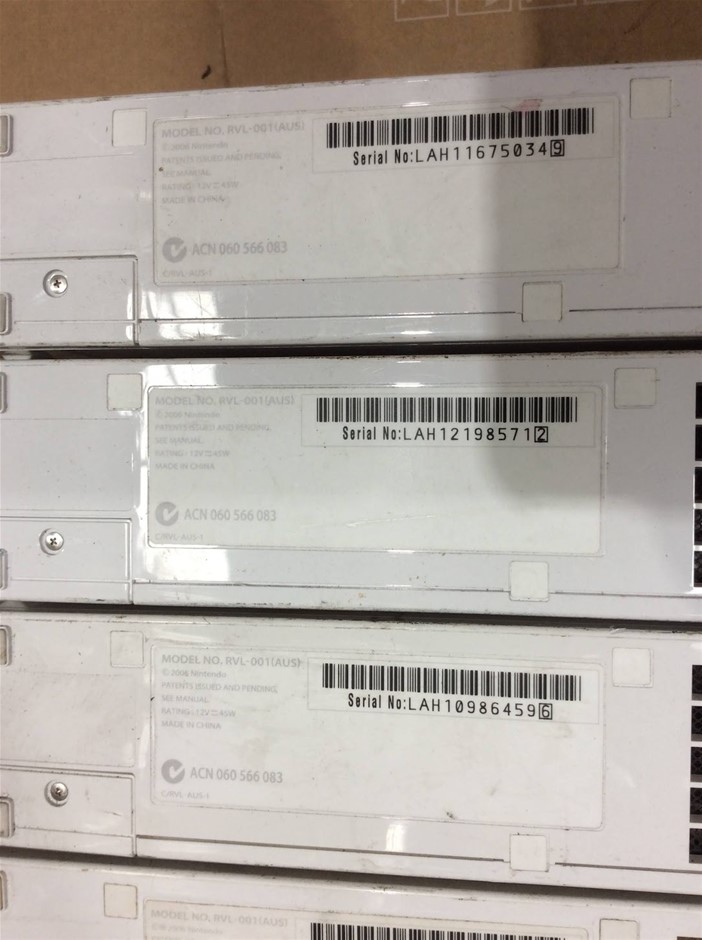 MODEL NO. RVL-001(AUS)
© 2006 Nintendo
PATENTS ISSUED AND PENDING.
SEE MANUAL
RATING: 12V⎓45W
MADE IN CHINA
Serial No:LAH116750349
ACN 060 566 083
C/RVL-AUS-1
MODEL NO. RVL-001(AUS)
© 2006 Nintendo
PATENTS ISSUED AND PENDING.
SEE MANUAL
RATING: 12V⎓45W
MADE IN CHINA
Serial No:LAH121985712
ACN 060 566 083
C/RVL-AUS-1
MODEL NO. RVL-001(AUS)
© 2006 Nintendo
PATENTS ISSUED AND PENDING.
SEE MANUAL
RATING: 12V⎓45W
MADE IN CHINA
Serial No:LAH109864596
ACN 060 566 083
C/RVL-AUS-1
MODEL NO. RVL-001(AUS)
© 2006 Nintendo